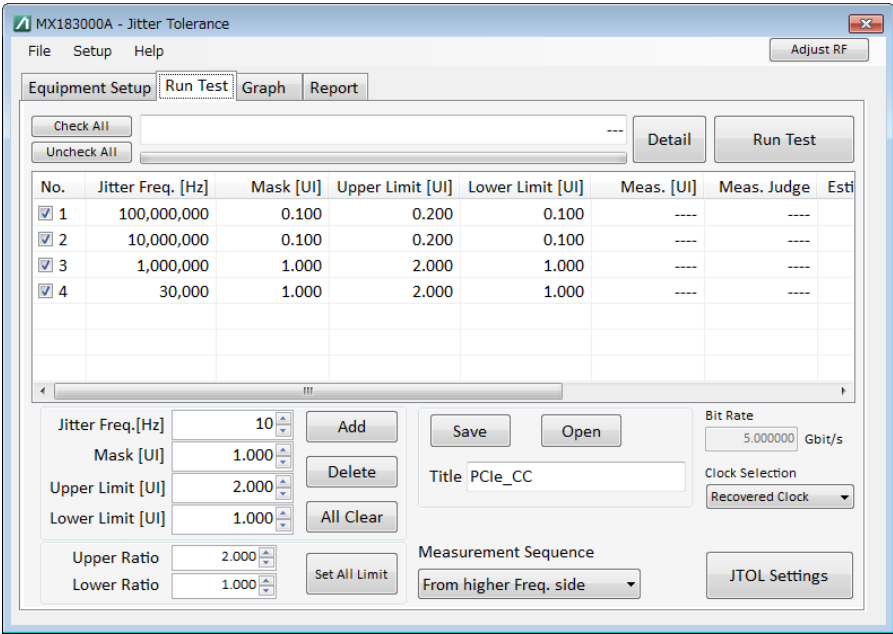 MX183000A - Jitter Tolerance
File Setup Help
Adjust RF
Equipment Setup Run Test Graph Report
Check All
Uncheck All
---
Detail
Run Test
No. Jitter Freq. [Hz] Mask [UI] Upper Limit [UI] Lower Limit [UI] Meas. [UI] Meas. Judge Esti
1 100,000,000 0.100 0.200 0.100 ---- ----
2 10,000,000 0.100 0.200 0.100 ---- ----
3 1,000,000 1.000 2.000 1.000 ---- ----
4 30,000 1.000 2.000 1.000 ---- ----
Jitter Freq.[Hz] 10
Mask [UI] 1.000
Upper Limit [UI] 2.000
Lower Limit [UI] 1.000
Add
Delete
All Clear
Upper Ratio 2.000
Lower Ratio 1.000
Set All Limit
Save Open
Title PCIe_CC
Measurement Sequence
From higher Freq. side
Bit Rate
5.000000 Gbit/s
Clock Selection
Recovered Clock
JTOL Settings